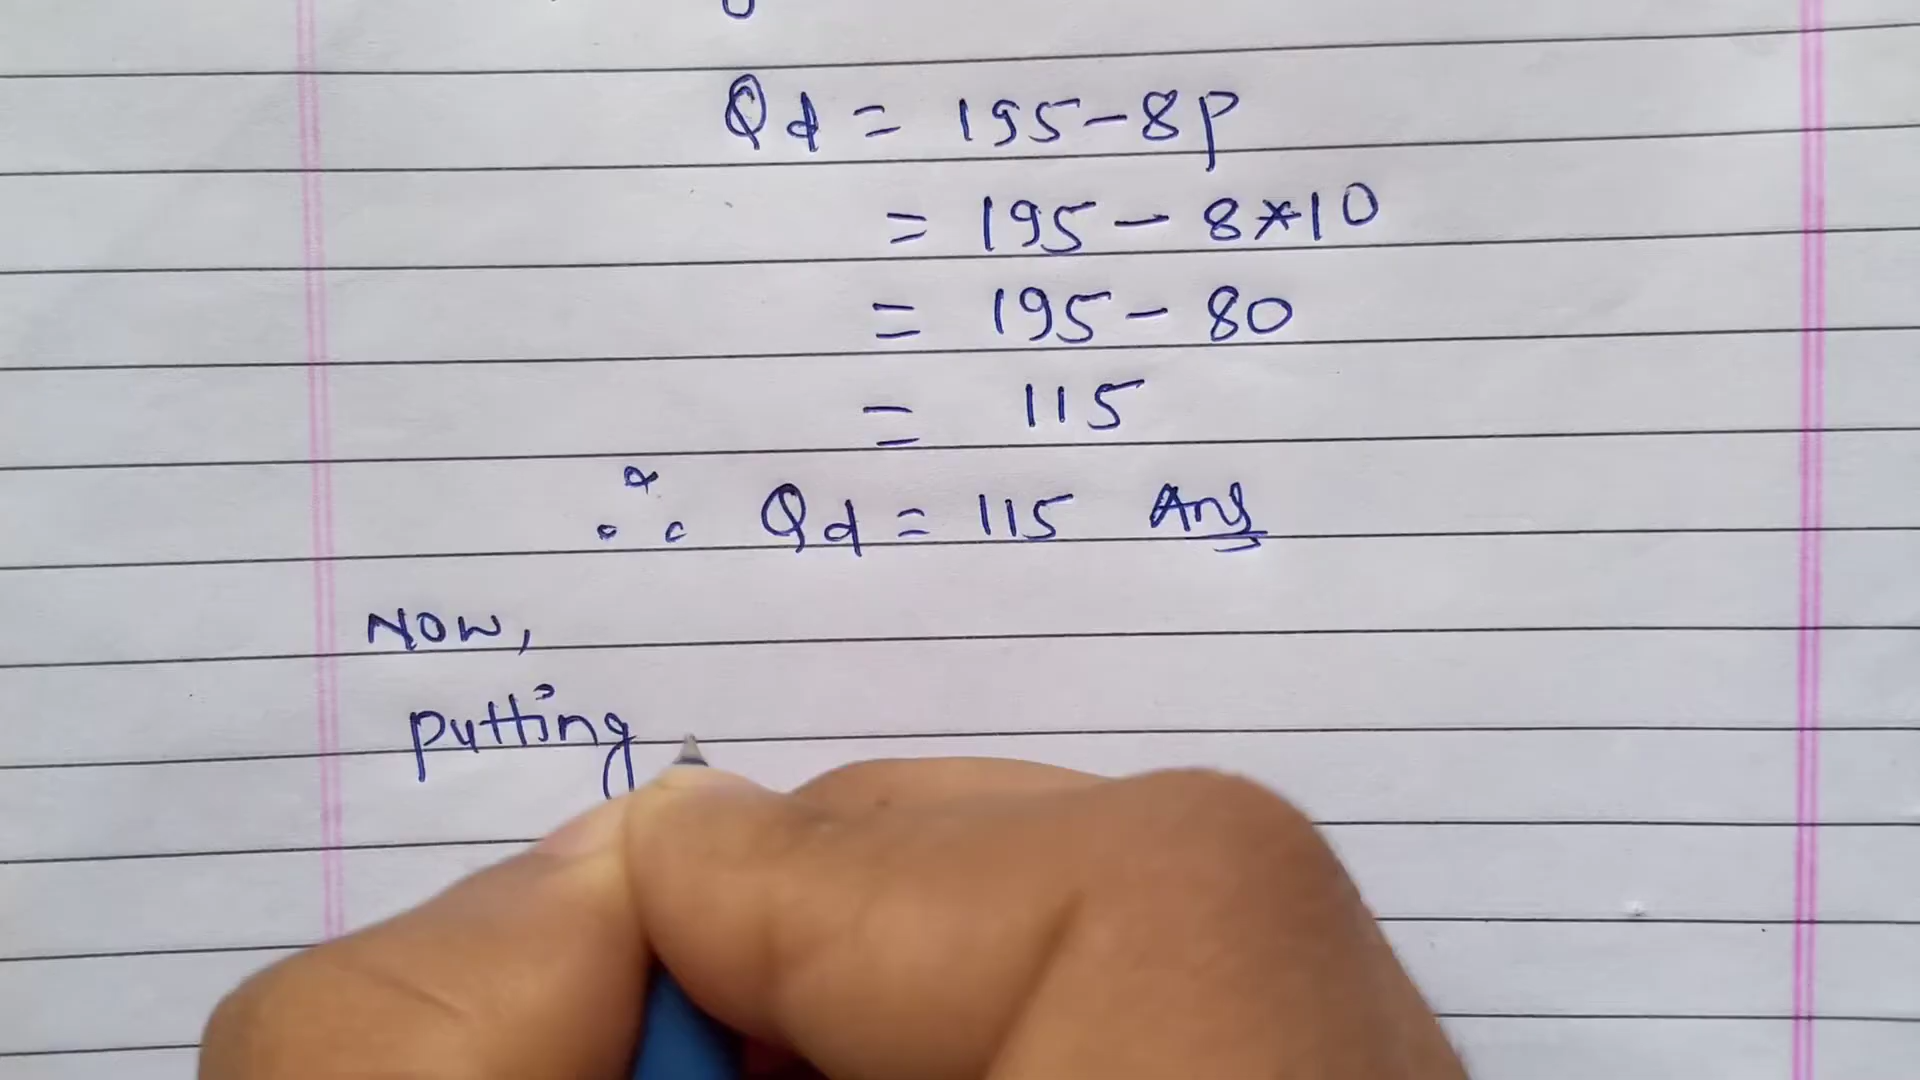 Qd = 195-8p
= 195 - 8*10
= 195 - 80
= 115
∴ Qd = 115 Ans
NOW,
putting